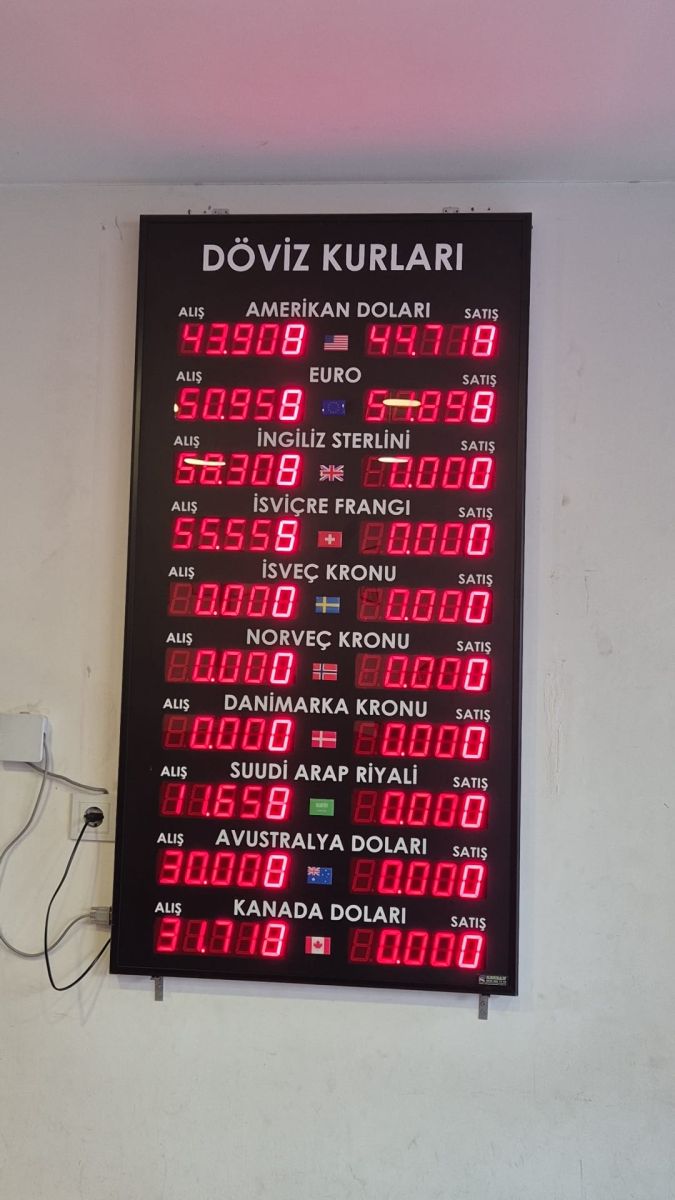 DÖVİZ KURLARI
ALIŞ AMERİKAN DOLARI SATIŞ
43.908 44.718
ALIŞ EURO SATIŞ
50.958 51.898
ALIŞ İNGİLİZ STERLİNİ SATIŞ
58.308 0.000
ALIŞ İSVİÇRE FRANGI SATIŞ
55.558 0.000
ALIŞ İSVEÇ KRONU SATIŞ
0.000 0.000
ALIŞ NORVEÇ KRONU SATIŞ
0.000 0.000
ALIŞ DANİMARKA KRONU SATIŞ
0.000 0.000
ALIŞ SUUDİ ARAP RİYALİ SATIŞ
11.658 0.000
ALIŞ AVUSTRALYA DOLARI SATIŞ
30.008 0.000
ALIŞ KANADA DOLARI SATIŞ
31.718 0.000